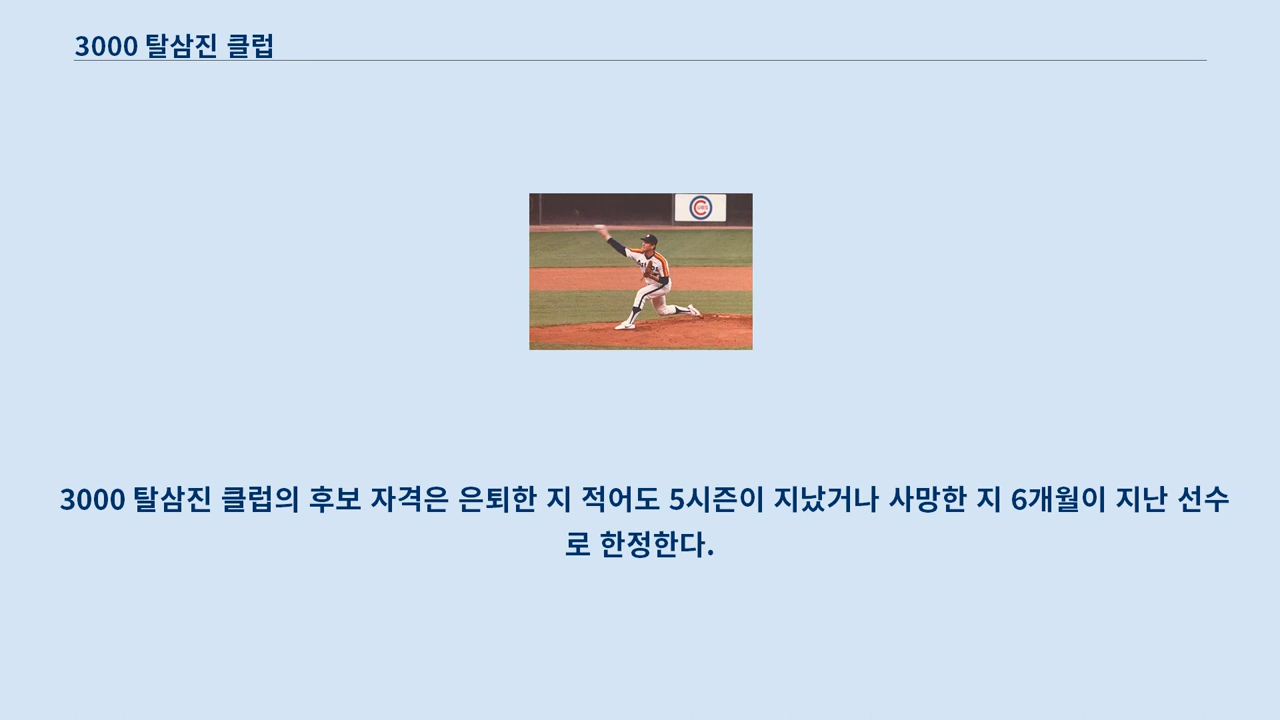 3000 탈삼진 클럽
3000 탈삼진 클럽의 후보 자격은 은퇴한 지 적어도 5시즌이 지났거나 사망한 지 6개월이 지난 선수
로 한정한다.